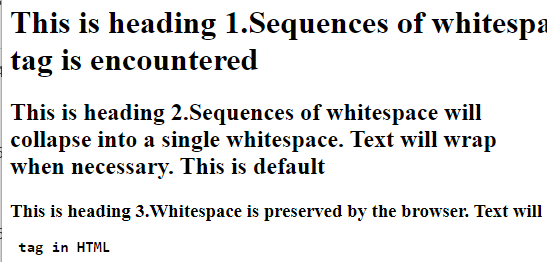 This is heading 1.Sequences of whitespa
tag is encountered
This is heading 2.Sequences of whitespace will
collapse into a single whitespace. Text will wrap
when necessary. This is default
This is heading 3.Whitespace is preserved by the browser. Text will
tag in HTML